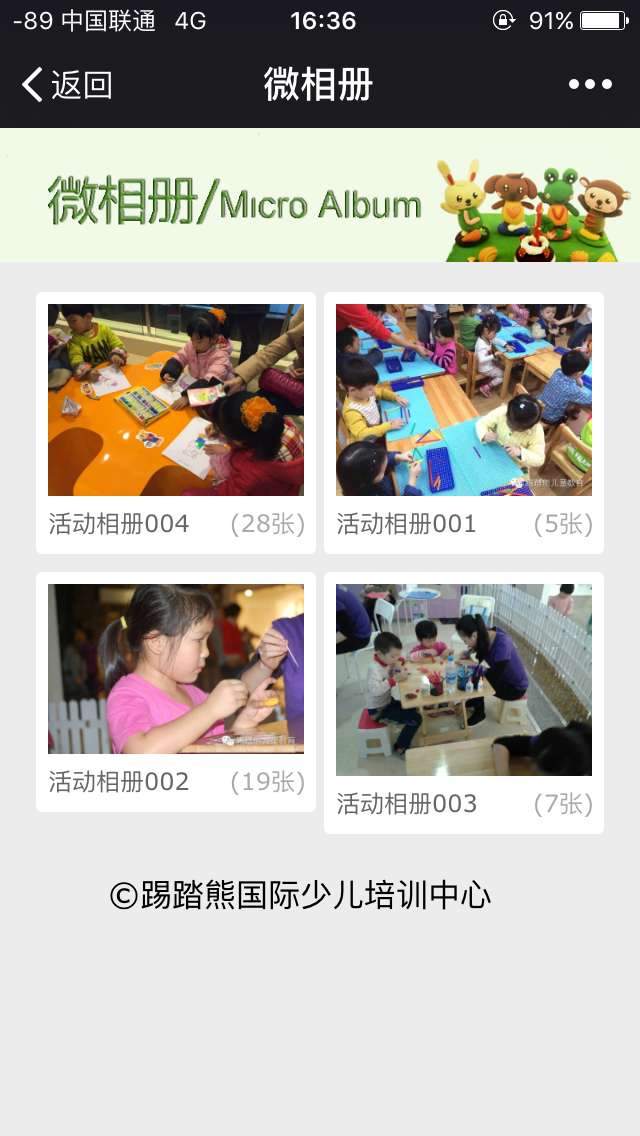 -89 中国联通 4G 16:36 91%
返回 微相册
微相册/Micro Album
活动相册004 (28张)
活动相册001 (5张)
活动相册002 (19张)
活动相册003 (7张)
©踢踏熊国际少儿培训中心